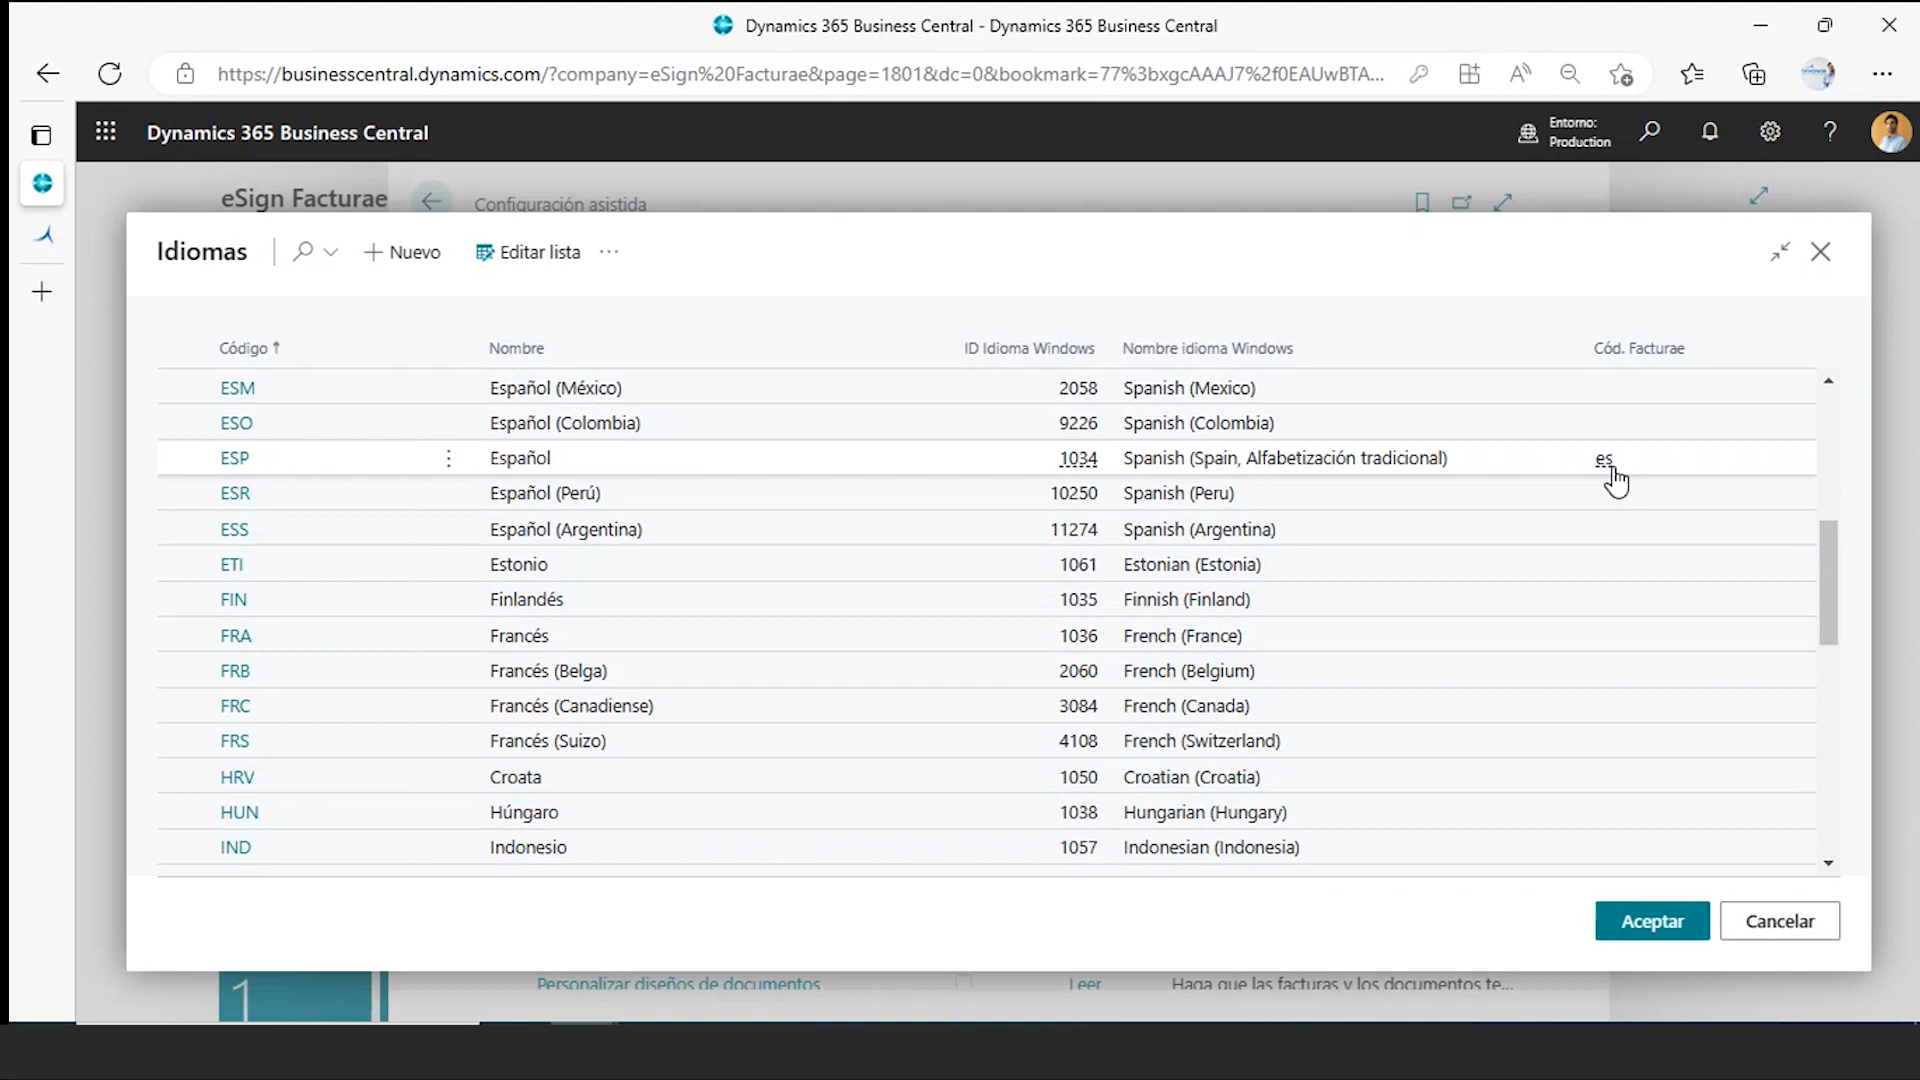 Dynamics 365 Business Central - Dynamics 365 Business Central
https://businesscentral.dynamics.com/?company=eSign%20Facturae&page=1801&dc=0&bookmark=77%3bxgcAAAJ7%2f0EAUwBTA...
Dynamics 365 Business Central
Entorno:
Production
eSign Facturae
Configuración asistida
Idiomas
Nuevo
Editar lista
Código ↑ Nombre ID Idioma Windows Nombre idioma Windows Cód. Facturae
ESM Español (México) 2058 Spanish (Mexico)
ESO Español (Colombia) 9226 Spanish (Colombia)
ESP Español 1034 Spanish (Spain, Alfabetización tradicional) es
ESR Español (Perú) 10250 Spanish (Peru)
ESS Español (Argentina) 11274 Spanish (Argentina)
ETI Estonio 1061 Estonian (Estonia)
FIN Finlandés 1035 Finnish (Finland)
FRA Francés 1036 French (France)
FRB Francés (Belga) 2060 French (Belgium)
FRC Francés (Canadiense) 3084 French (Canada)
FRS Francés (Suizo) 4108 French (Switzerland)
HRV Croata 1050 Croatian (Croatia)
HUN Húngaro 1038 Hungarian (Hungary)
IND Indonesio 1057 Indonesian (Indonesia)
Aceptar
Cancelar
1
Personalizar diseños de documentos Leer Haga que las facturas y los documentos te...